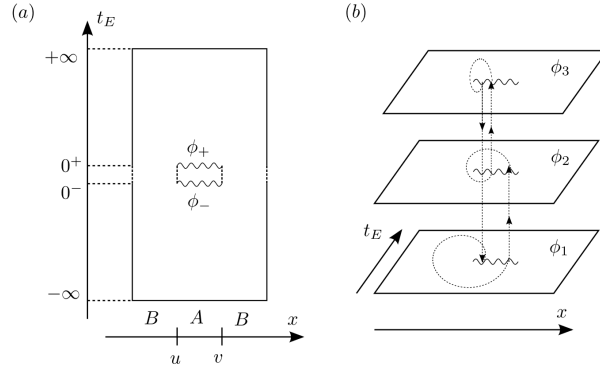 (a)
t_E
+∞
ϕ_+
0^+
0^-
ϕ_-
-∞
B A B x
u v
(b)
ϕ_3
ϕ_2
t_E
ϕ_1
x